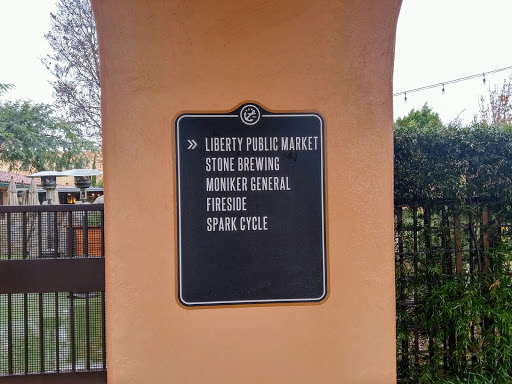 » LIBERTY PUBLIC MARKET
STONE BREWING
MONIKER GENERAL
FIRESIDE
SPARK CYCLE